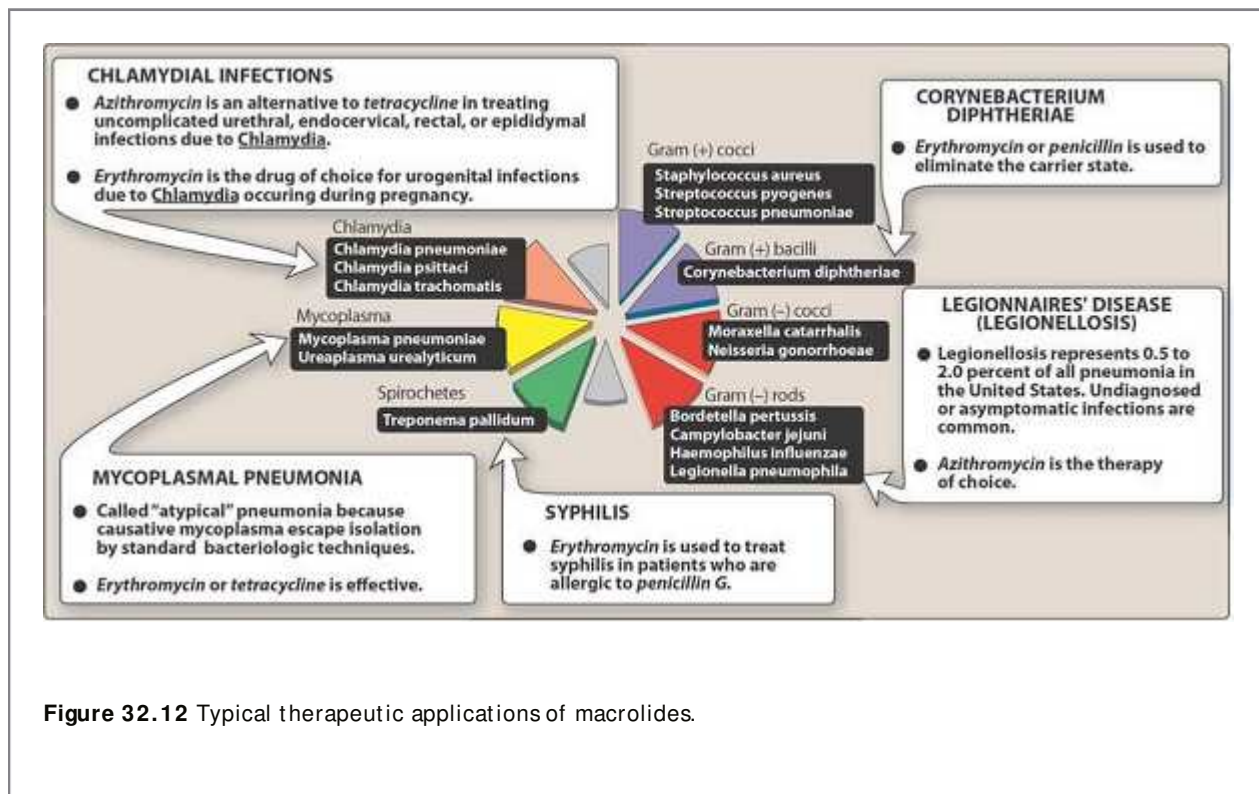 CHLAMYDIAL INFECTIONS
● Azithromycin is an alternative to tetracycline in treating
uncomplicated urethral, endocervical, rectal, or epididymal
infections due to Chlamydia.
● Erythromycin is the drug of choice for urogenital infections
due to Chlamydia occuring during pregnancy.
CORYNEBACTERIUM
DIPHTHERIAE
● Erythromycin or penicillin is used to
eliminate the carrier state.
Gram (+) cocci
Staphylococcus aureus
Streptococcus pyogenes
Streptococcus pneumoniae
Gram (+) bacilli
Corynebacterium diphtheriae
Chlamydia
Chlamydia pneumoniae
Chlamydia psittaci
Chlamydia trachomatis
Gram (–) cocci
Moraxella catarrhalis
Neisseria gonorrhoeae
Mycoplasma
Mycoplasma pneumoniae
Ureaplasma urealyticum
Gram (–) rods
Bordetella pertussis
Campylobacter jejuni
Haemophilus influenzae
Legionella pneumophila
Spirochetes
Treponema pallidum
LEGIONNAIRES' DISEASE
(LEGIONELLOSIS)
● Legionellosis represents 0.5 to
2.0 percent of all pneumonia in
the United States. Undiagnosed
or asymptomatic infections are
common.
● Azithromycin is the therapy
of choice.
MYCOPLASMAL PNEUMONIA
● Called "atypical" pneumonia because
causative mycoplasma escape isolation
by standard bacteriologic techniques.
● Erythromycin or tetracycline is effective.
SYPHILIS
● Erythromycin is used to treat
syphilis in patients who are
allergic to penicillin G.
Figure 32.12 Typical therapeutic applications of macrolides.